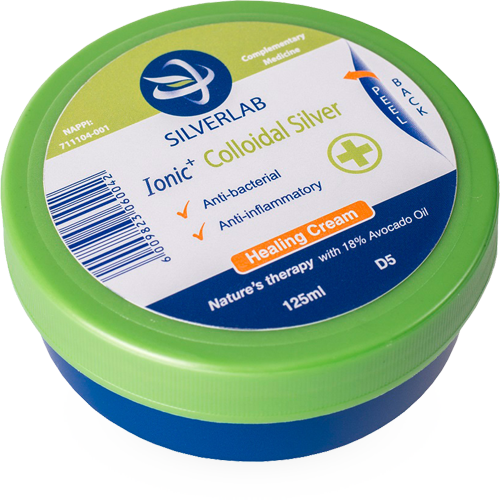 Complementary
Medicine
NAPPI:
711104-001
SILVERLAB
PEEL
BACK
Ionic+ Colloidal Silver
Anti-bacterial
Anti-inflammatory
Healing Cream
Nature's therapy with 18% Avocado Oil
125ml
D5
6009823060042